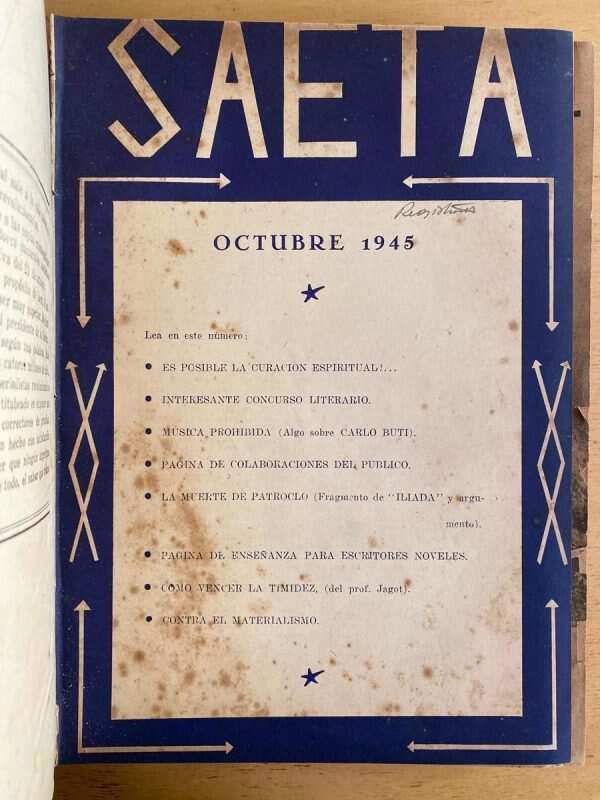 SAETA
OCTUBRE 1945
Lea en este número:
ES POSIBLE LA CURACION ESPIRITUAL!...
INTERESANTE CONCURSO LITERARIO.
MUSICA PROHIBIDA (Algo sobre CARLO BUTI).
PAGINA DE COLABORACIONES DEL PUBLICO.
LA MUERTE DE PATROCLO (Fragmento de "ILIADA" y argu-
mento).
PAGINA DE ENSEÑANZA PARA ESCRITORES NOVELES.
COMO VENCER LA TIMIDEZ, (del prof. Jagot).
CONTRA EL MATERIALISMO.